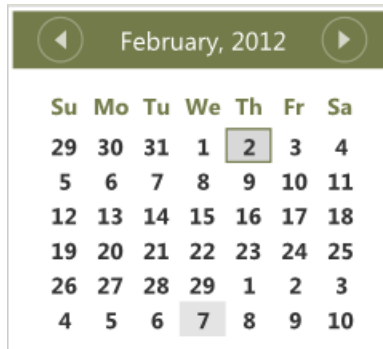 February, 2012
Su Mo Tu We Th Fr Sa
29 30 31 1 2 3 4
5 6 7 8 9 10 11
12 13 14 15 16 17 18
19 20 21 22 23 24 25
26 27 28 29 1 2 3
4 5 6 7 8 9 10